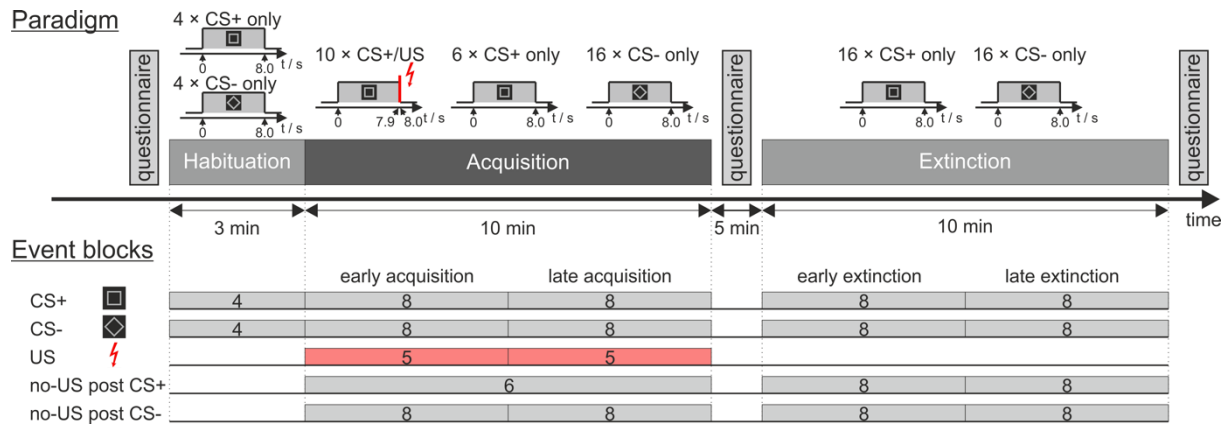 Paradigm
4 × CS+ only
0 8.0 t / s
4 × CS- only
0 8.0 t / s
10 × CS+/US
0 7.9 8.0 t / s
6 × CS+ only
0 8.0 t / s
16 × CS- only
0 8.0 t / s
16 × CS+ only
0 8.0 t / s
16 × CS- only
0 8.0 t / s
questionnaire
Habituation
Acquisition
questionnaire
Extinction
questionnaire
3 min 10 min 5 min 10 min time
Event blocks
early acquisition late acquisition early extinction late extinction
CS+ 4 8 8 8 8
CS- 4 8 8 8 8
US 5 5
no-US post CS+ 6 8 8
no-US post CS- 8 8 8 8